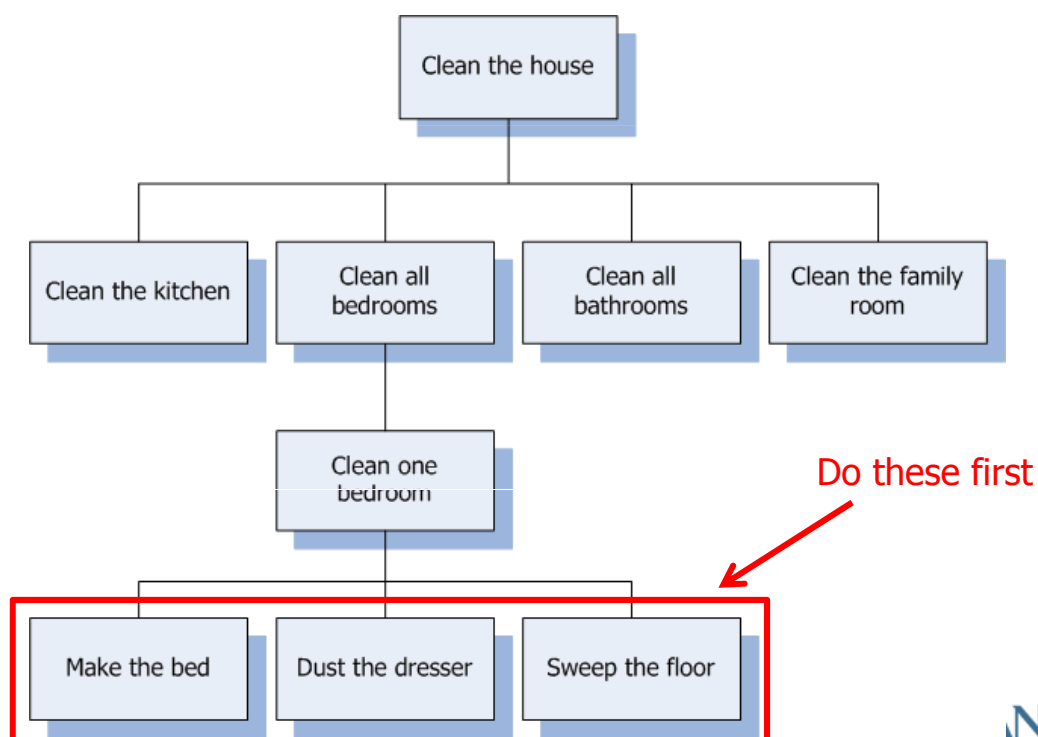 Clean the house
Clean the kitchen
Clean all
bedrooms
Clean all
bathrooms
Clean the family
room
Clean one
bedroom
Do these first
Make the bed
Dust the dresser
Sweep the floor